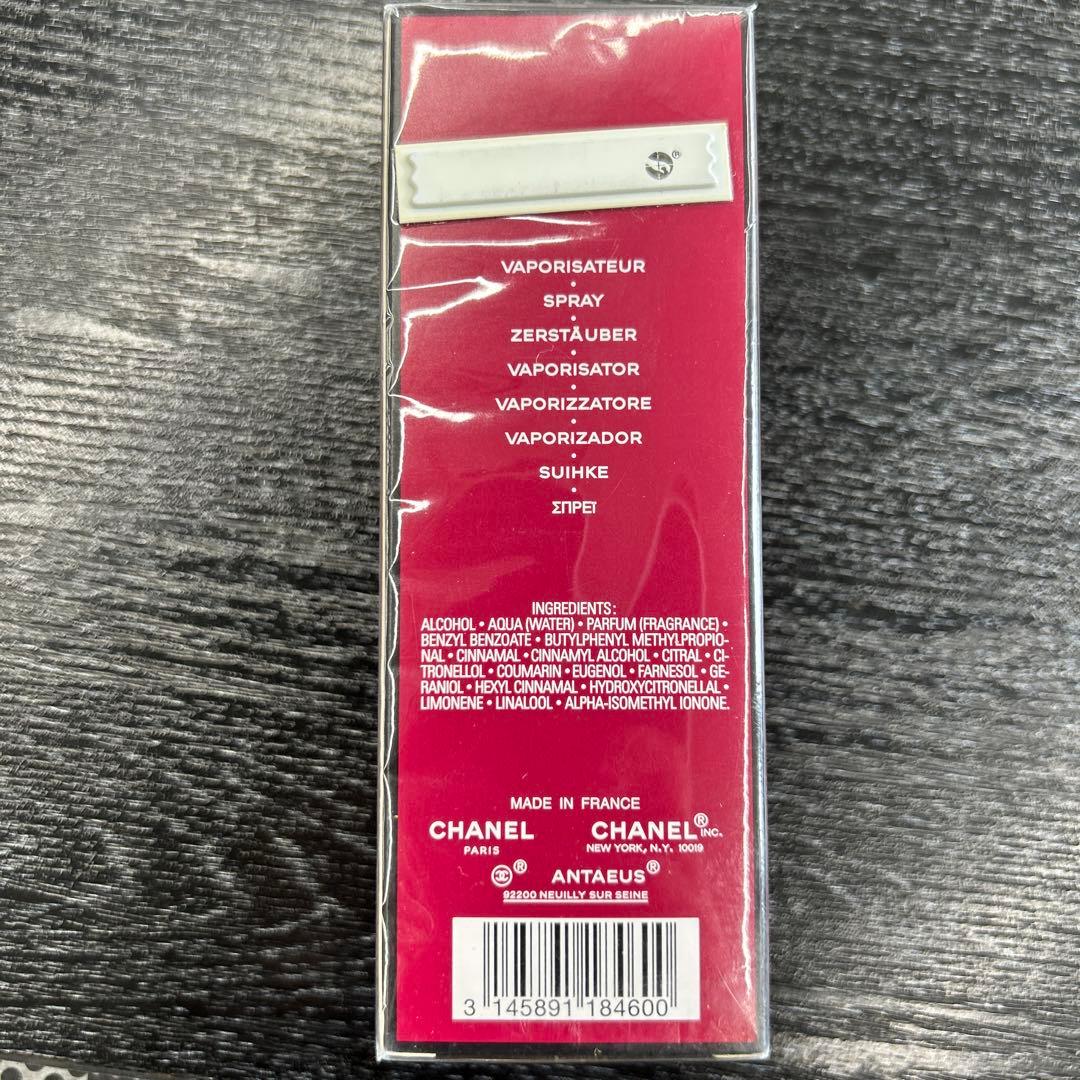 ®
VAPORISATEUR
•
SPRAY
•
ZERSTÄUBER
•
VAPORISATOR
•
VAPORIZZATORE
•
VAPORIZADOR
•
SUIHKE
•
ΣΠΡΕΪ
INGREDIENTS:
ALCOHOL • AQUA (WATER) • PARFUM (FRAGRANCE) •
BENZYL BENZOATE • BUTYLPHENYL METHYLPROPIO-
NAL • CINNAMAL • CINNAMYL ALCOHOL • CITRAL • CI-
TRONELLOL • COUMARIN • EUGENOL • FARNESOL • GE-
RANIOL • HEXYL CINNAMAL • HYDROXYCITRONELLAL •
LIMONENE • LINALOOL • ALPHA-ISOMETHYL IONONE.
MADE IN FRANCE
CHANEL CHANEL® INC.
PARIS NEW YORK, N.Y. 10019
® ANTAEUS®
92200 NEUILLY SUR SEINE
3 145891 184600